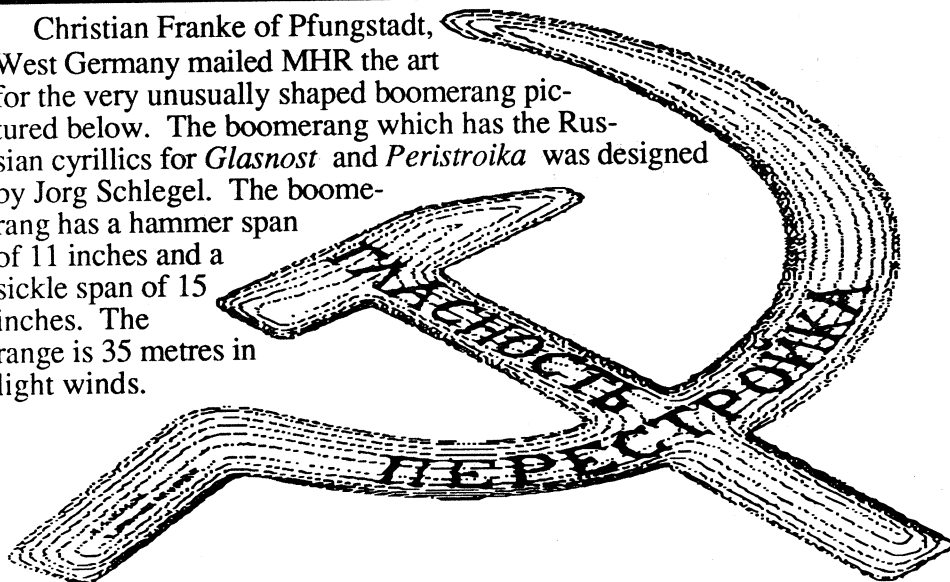 Christian Franke of Pfungstadt,
West Germany mailed MHR the art
for the very unusually shaped boomerang pic-
tured below. The boomerang which has the Rus-
sian cyrillics for Glasnost and Peristroika was designed
by Jorg Schlegel. The boome-
rang has a hammer span
of 11 inches and a
sickle span of 15
inches. The
range is 35 metres in
light winds.
ГЛАСНОСТЬ
ПЕРЕСТРОЙКА